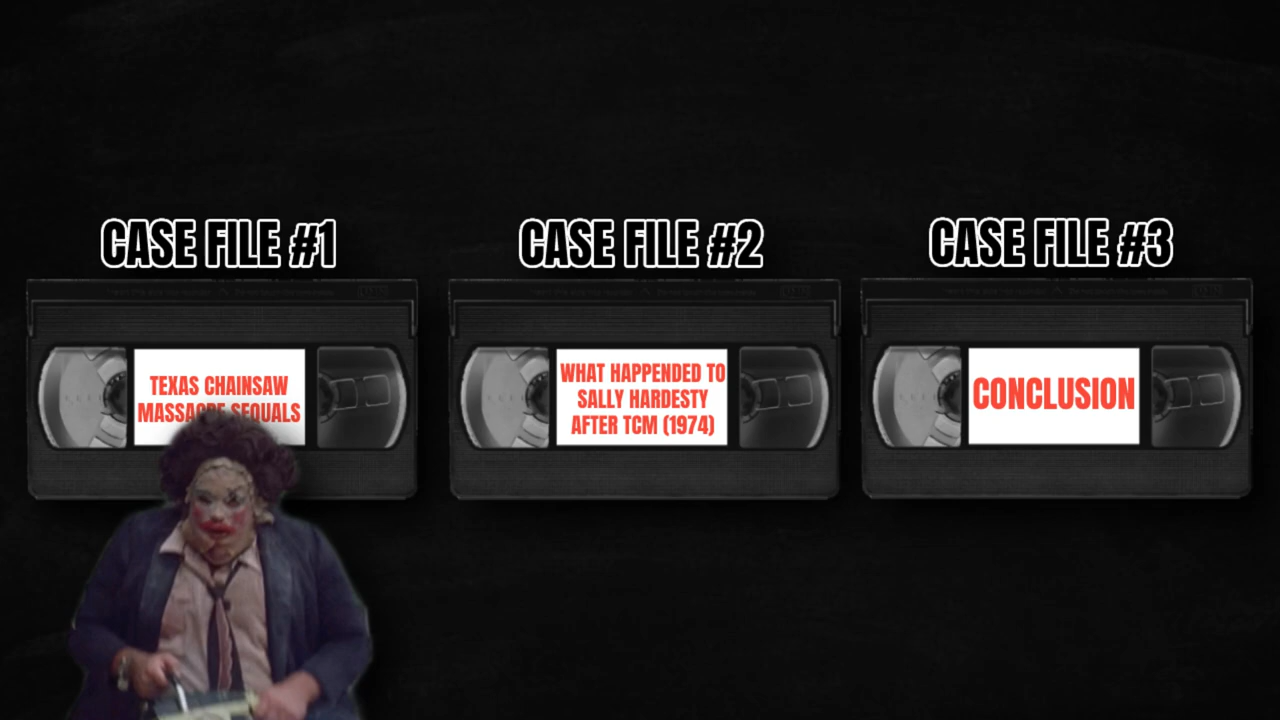 CASE FILE #1
CASE FILE #2
CASE FILE #3
TEXAS CHAINSAW
MASSACRE SEQUALS
WHAT HAPPENDED TO
SALLY HARDESTY
AFTER TCM (1974)
CONCLUSION